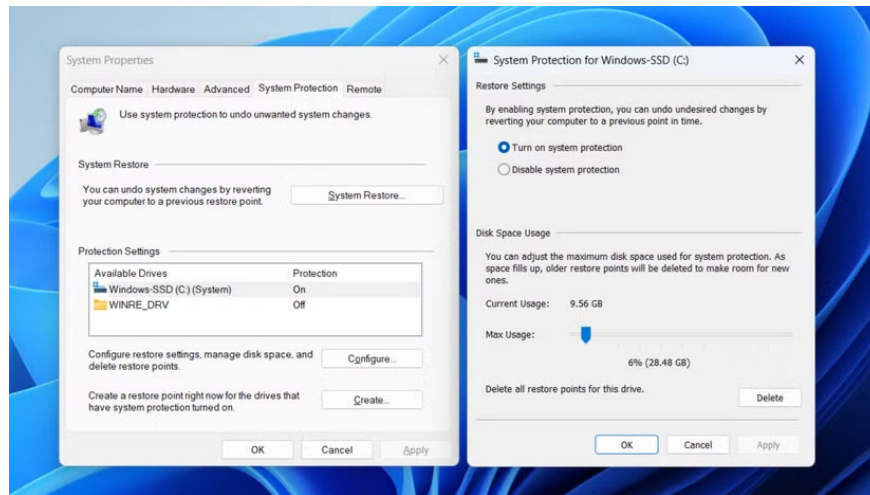 System Properties
Computer Name Hardware Advanced System Protection Remote
Use system protection to undo unwanted system changes.
System Restore
You can undo system changes by reverting
your computer to a previous restore point.
System Restore...
Protection Settings
Available Drives Protection
Windows-SSD (C:) (System) On
WINRE_DRV Off
Configure restore settings, manage disk space, and
delete restore points.
Configure...
Create a restore point right now for the drives that
have system protection turned on.
Create...
OK Cancel Apply
System Protection for Windows-SSD (C:)
Restore Settings
By enabling system protection, you can undo undesired changes by
reverting your computer to a previous point in time.
Turn on system protection
Disable system protection
Disk Space Usage
You can adjust the maximum disk space used for system protection. As
space fills up, older restore points will be deleted to make room for new
ones.
Current Usage: 9.56 GB
Max Usage:
6% (28.48 GB)
Delete all restore points for this drive.
Delete
OK Cancel Apply